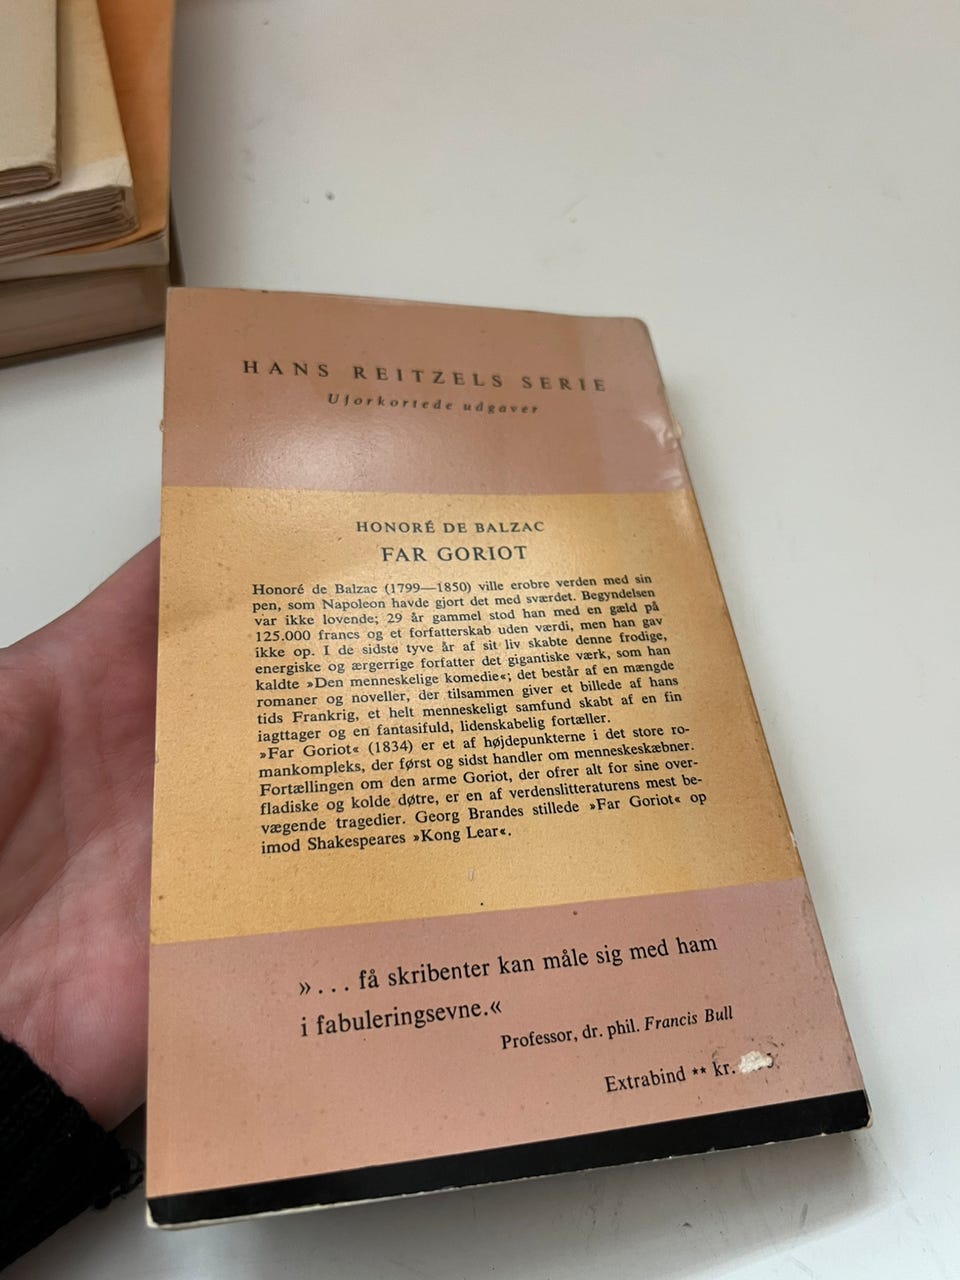 HANS REITZELS SERIE
Uforkortede udgaver
HONORÉ DE BALZAC
FAR GORIOT
Honoré de Balzac (1799—1850) ville erobre verden med sin
pen, som Napoleon havde gjort det med sværdet. Begyndelsen
var ikke lovende; 29 år gammel stod han med en gæld på
125.000 francs og et forfatterskab uden værdi, men han gav
ikke op. I de sidste tyve år af sit liv skabte denne frodige,
energiske og ærgerrige forfatter det gigantiske værk, som han
kaldte »Den menneskelige komedie«; det består af en mængde
romaner og noveller, der tilsammen giver et billede af hans
tids Frankrig, et helt menneskeligt samfund skabt af en fin
iagttager og en fantasifuld, lidenskabelig fortæller.
»Far Goriot« (1834) er et af højdepunkterne i det store ro-
mankompleks, der først og sidst handler om menneskeskæbner.
Fortællingen om den arme Goriot, der ofrer alt for sine over-
fladiske og kolde døtre, er en af verdenslitteraturens mest be-
vægende tragedier. Georg Brandes stillede »Far Goriot« op
imod Shakespeares »Kong Lear«.
»... få skribenter kan måle sig med ham
i fabuleringsevne.«
Professor, dr. phil. Francis Bull
Extrabind ** kr.